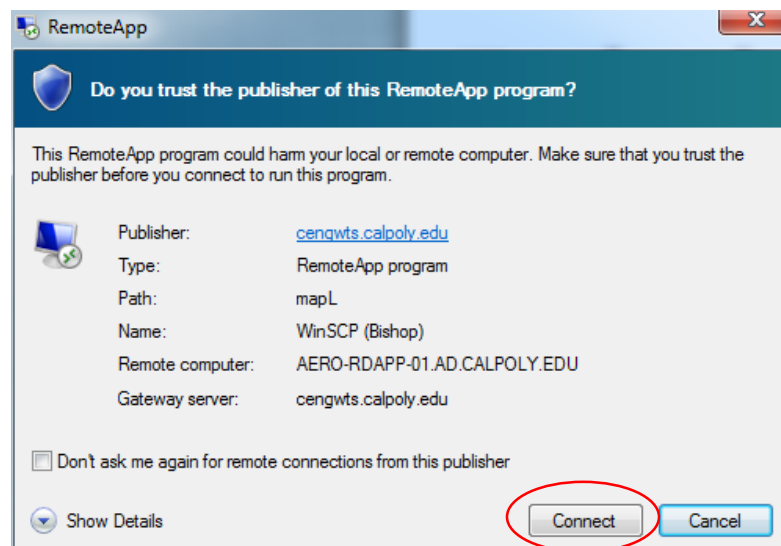 RemoteApp
X
Do you trust the publisher of this RemoteApp program?
This RemoteApp program could harm your local or remote computer. Make sure that you trust the
publisher before you connect to run this program.
Publisher: cengwts.calpoly.edu
Type: RemoteApp program
Path: mapL
Name: WinSCP (Bishop)
Remote computer: AERO-RDAPP-01.AD.CALPOLY.EDU
Gateway server: cengwts.calpoly.edu
Don't ask me again for remote connections from this publisher
Show Details Connect Cancel